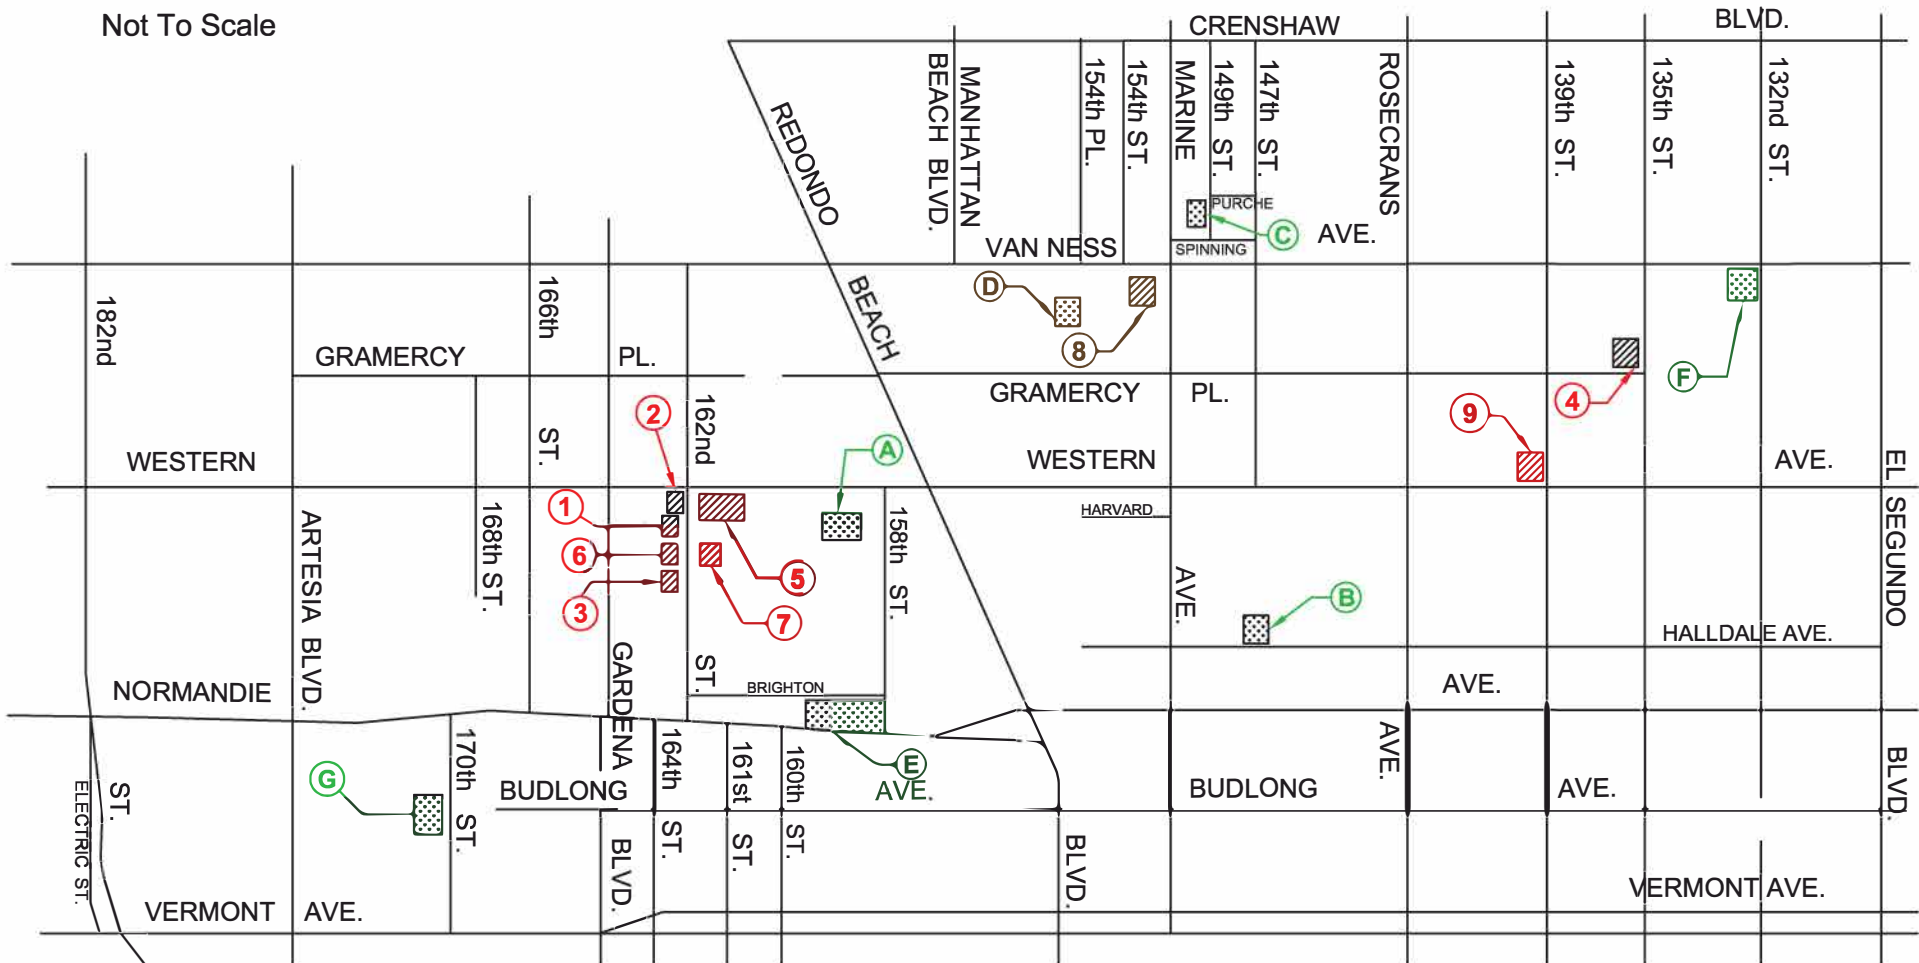 Not To Scale
CRENSHAW
BLVD.
REDONDO
BEACH
BLVD.
MANHATTAN
BEACH BLVD.
154th PL.
154th ST.
MARINE
AVE.
149th ST.
147th ST.
ROSECRANS
AVE.
139th ST.
135th ST.
132nd ST.
PURCHE
SPINNING
C
VAN NESS
AVE.
D
8
F
4
9
182nd
ST.
166th
ST.
GRAMERCY
PL.
GRAMERCY
PL.
2
162nd
ST.
A
WESTERN
WESTERN
AVE.
EL SEGUNDO
BLVD.
1
6
3
5
7
ARTESIA BLVD.
168th ST.
158th ST.
HARVARD
B
HALLDALE AVE.
GARDENA
BLVD.
BRIGHTON
NORMANDIE
AVE.
E
AVE.
G
170th ST.
164th
ST.
161st
ST.
160th
ST.
BUDLONG
BUDLONG
AVE.
ELECTRIC ST.
VERMONT
AVE.
VERMONT AVE.